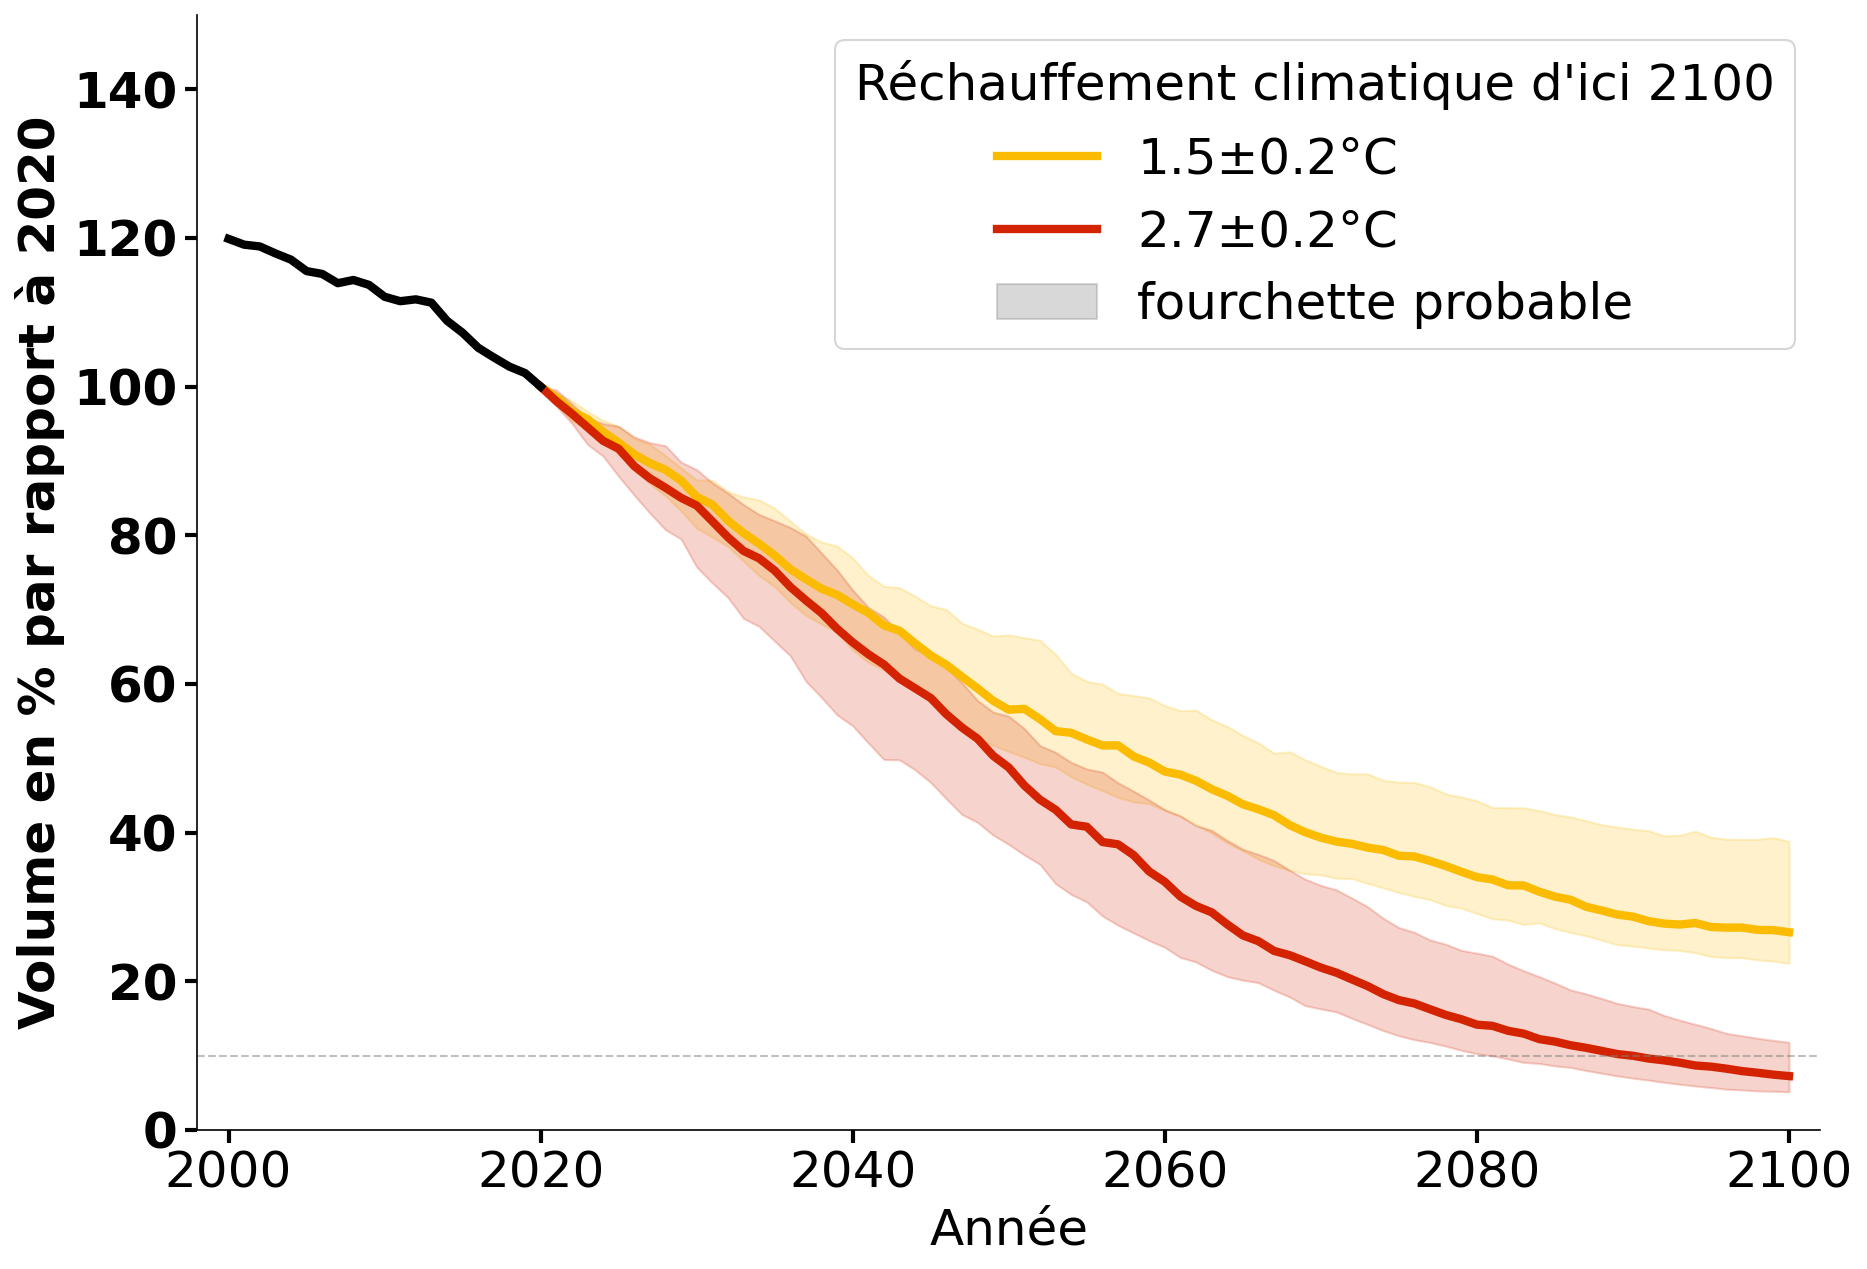 Réchauffement climatique d'ici 2100
1.5±0.2°C
2.7±0.2°C
fourchette probable
Volume en % par rapport à 2020
140
120
100
80
60
40
20
0
2000 2020 2040 2060 2080 2100
Année